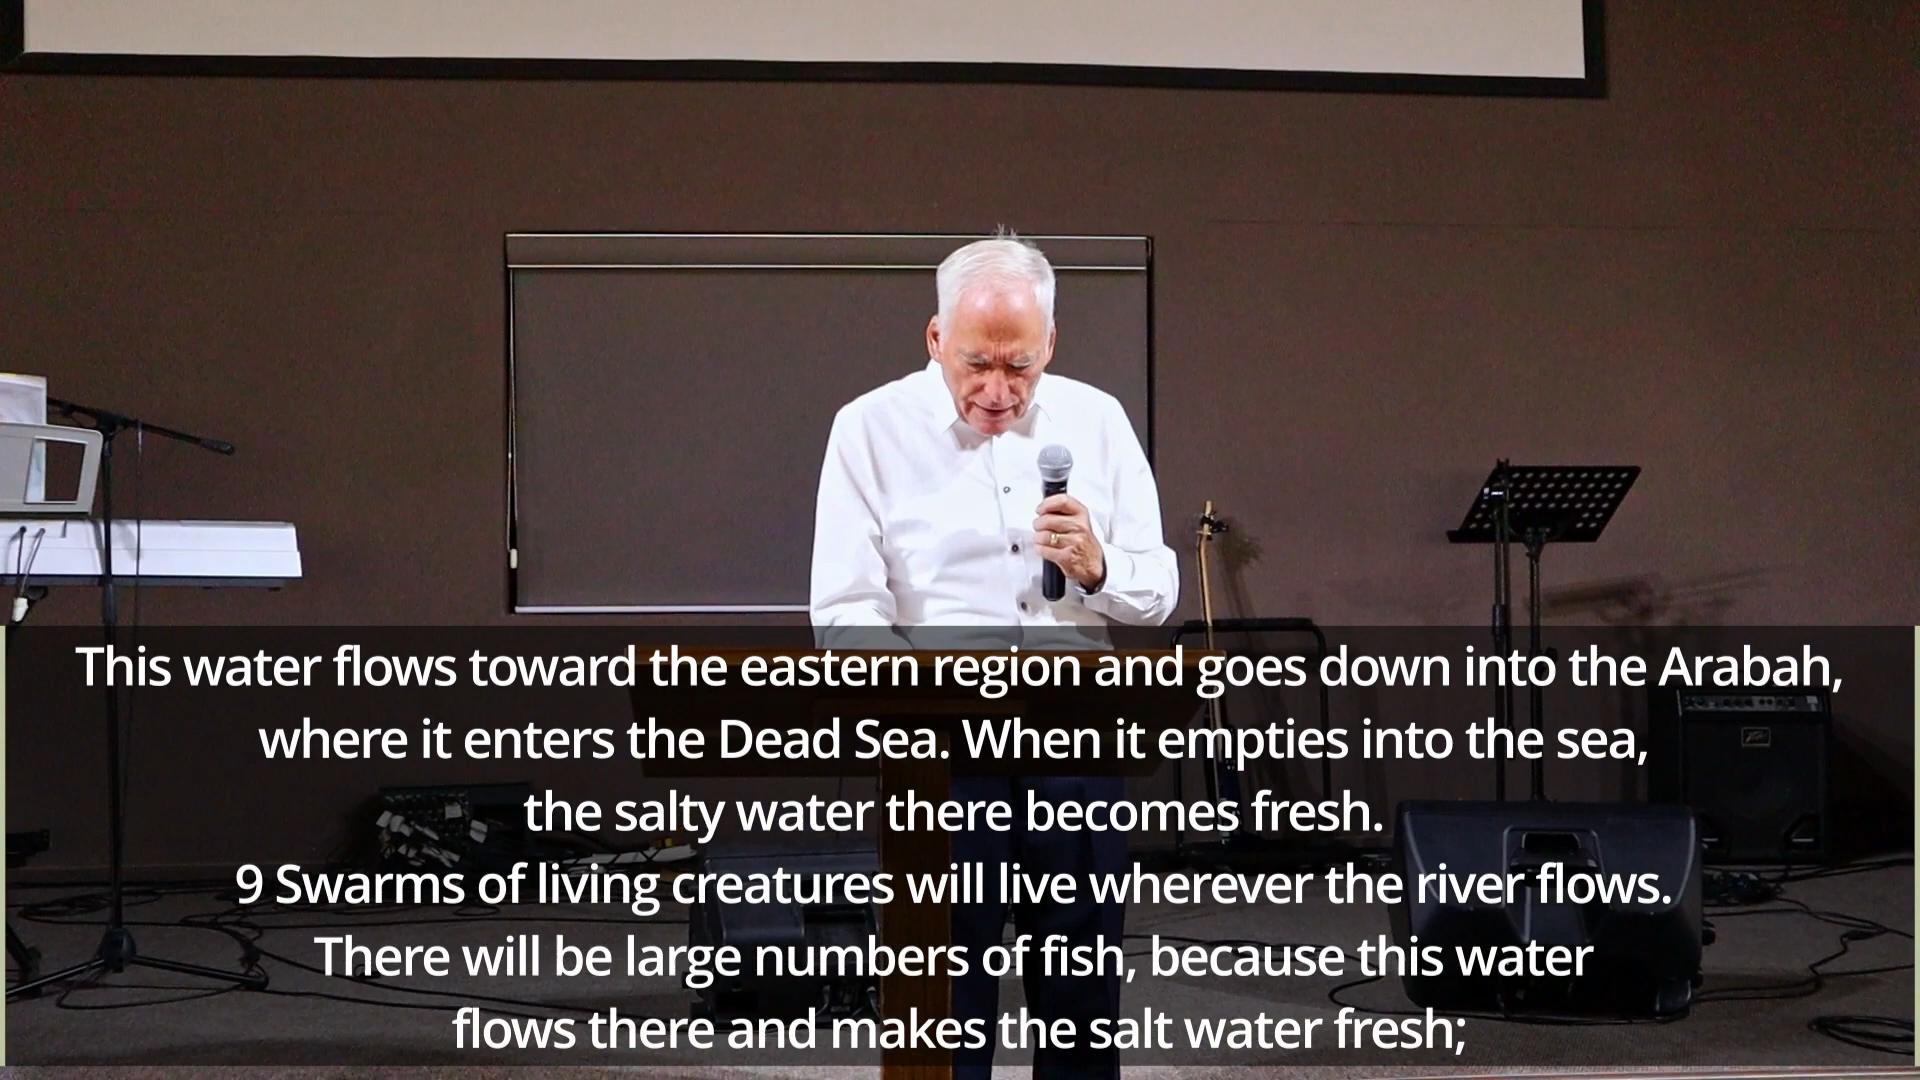 This water flows toward the eastern region and goes down into the Arabah,
where it enters the Dead Sea. When it empties into the sea,
the salty water there becomes fresh.
9 Swarms of living creatures will live wherever the river flows.
There will be large numbers of fish, because this water
flows there and makes the salt water fresh;